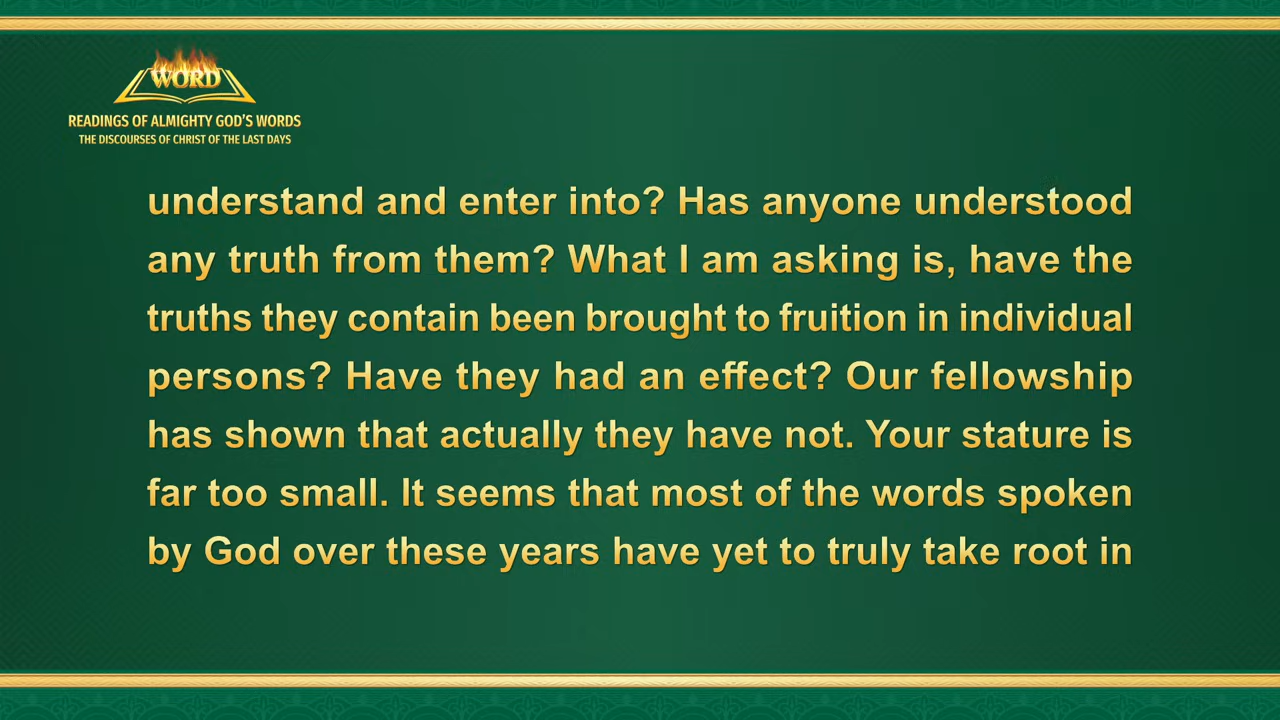 WORD
READINGS OF ALMIGHTY GOD'S WORDS
THE DISCOURSES OF CHRIST OF THE LAST DAYS
understand and enter into? Has anyone understood
any truth from them? What I am asking is, have the
truths they contain been brought to fruition in individual
persons? Have they had an effect? Our fellowship
has shown that actually they have not. Your stature is
far too small. It seems that most of the words spoken
by God over these years have yet to truly take root in